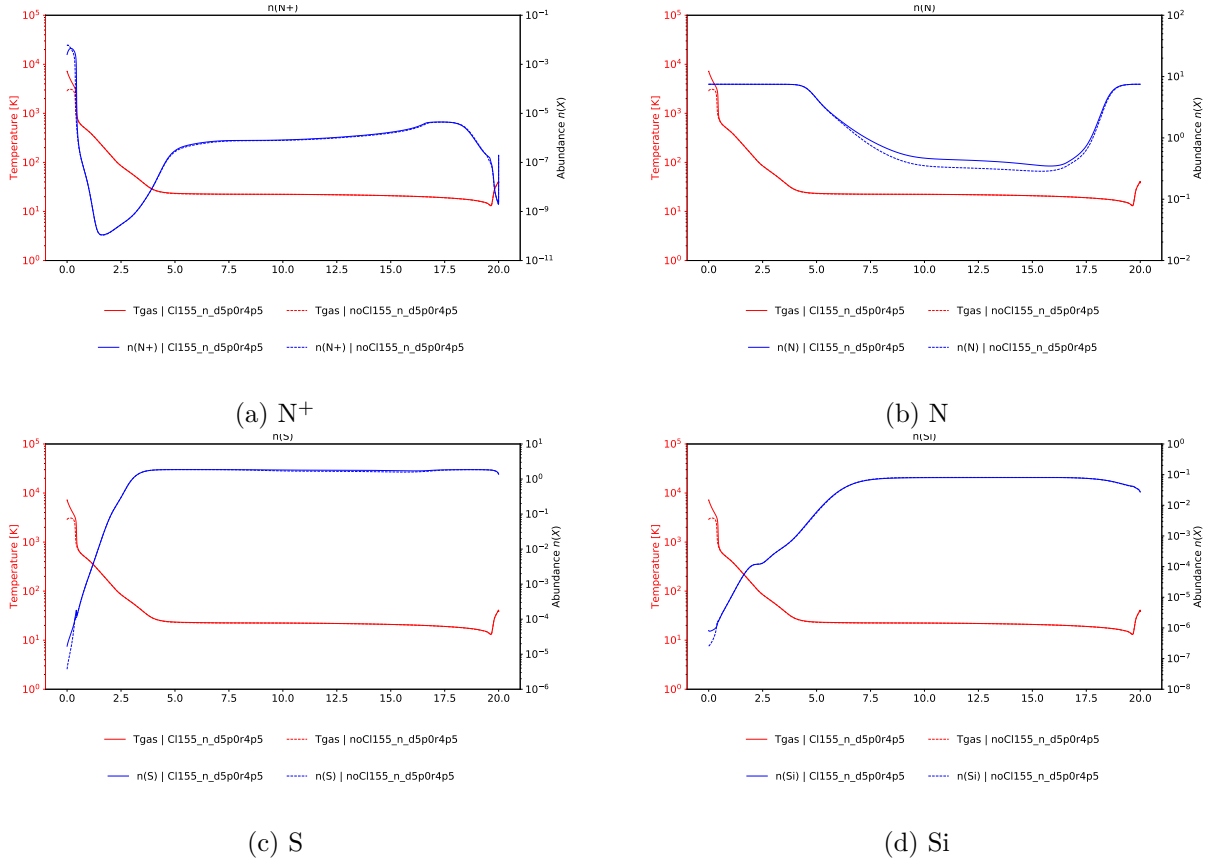 n(N+)
10^5 10^4 10^3 10^2 10^1 10^0
Temperature [K]
10^-1 10^-3 10^-5 10^-7 10^-9 10^-11
Abundance n(X)
0.0 2.5 5.0 7.5 10.0 12.5 15.0 17.5 20.0
Tgas | Cl155_n_d5p0r4p5 Tgas | noCl155_n_d5p0r4p5
n(N+) | Cl155_n_d5p0r4p5 n(N+) | noCl155_n_d5p0r4p5
(a) N+
n(N)
10^5 10^4 10^3 10^2 10^1 10^0
Temperature [K]
10^2 10^1 10^0 10^-1 10^-2
Abundance n(X)
0.0 2.5 5.0 7.5 10.0 12.5 15.0 17.5 20.0
Tgas | Cl155_n_d5p0r4p5 Tgas | noCl155_n_d5p0r4p5
n(N) | Cl155_n_d5p0r4p5 n(N) | noCl155_n_d5p0r4p5
(b) N
n(S)
10^5 10^4 10^3 10^2 10^1 10^0
Temperature [K]
10^1 10^0 10^-1 10^-2 10^-3 10^-4 10^-5 10^-6
Abundance n(X)
0.0 2.5 5.0 7.5 10.0 12.5 15.0 17.5 20.0
Tgas | Cl155_n_d5p0r4p5 Tgas | noCl155_n_d5p0r4p5
n(S) | Cl155_n_d5p0r4p5 n(S) | noCl155_n_d5p0r4p5
(c) S
n(Si)
10^5 10^4 10^3 10^2 10^1 10^0
Temperature [K]
10^0 10^-1 10^-2 10^-3 10^-4 10^-5 10^-6 10^-7 10^-8
Abundance n(X)
0.0 2.5 5.0 7.5 10.0 12.5 15.0 17.5 20.0
Tgas | Cl155_n_d5p0r4p5 Tgas | noCl155_n_d5p0r4p5
n(Si) | Cl155_n_d5p0r4p5 n(Si) | noCl155_n_d5p0r4p5
(d) Si